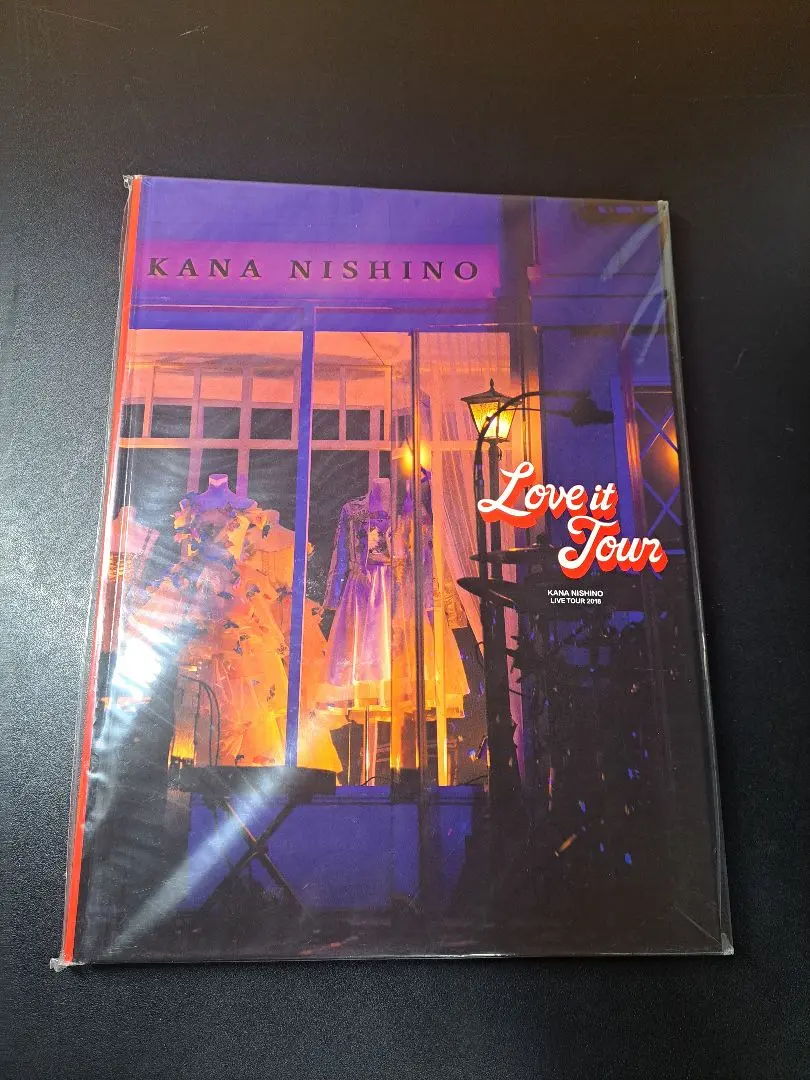 KANA NISHINO
Love it
Tour
KANA NISHINO
LIVE TOUR 2018